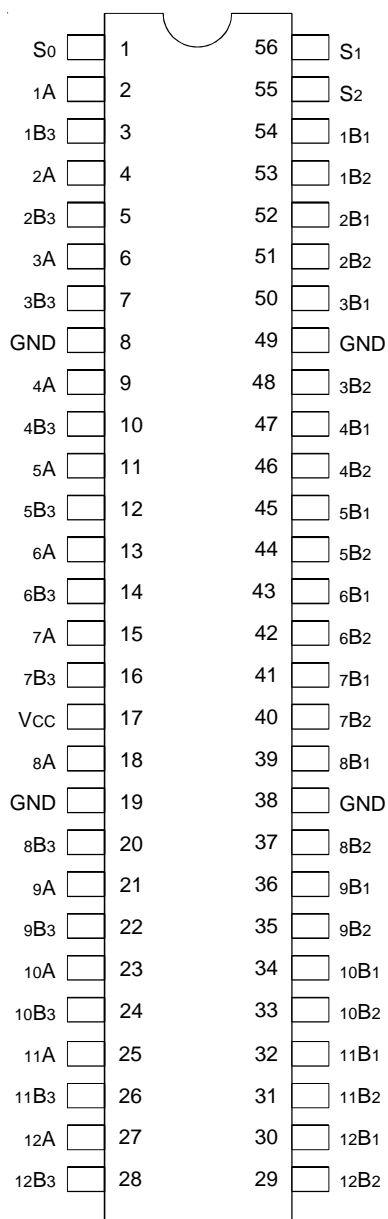 S0 1 56 S1
1A 2 55 S2
1B3 3 54 1B1
2A 4 53 1B2
2B3 5 52 2B1
3A 6 51 2B2
3B3 7 50 3B1
GND 8 49 GND
4A 9 48 3B2
4B3 10 47 4B1
5A 11 46 4B2
5B3 12 45 5B1
6A 13 44 5B2
6B3 14 43 6B1
7A 15 42 6B2
7B3 16 41 7B1
VCC 17 40 7B2
8A 18 39 8B1
GND 19 38 GND
8B3 20 37 8B2
9A 21 36 9B1
9B3 22 35 9B2
10A 23 34 10B1
10B3 24 33 10B2
11A 25 32 11B1
11B3 26 31 11B2
12A 27 30 12B1
12B3 28 29 12B2